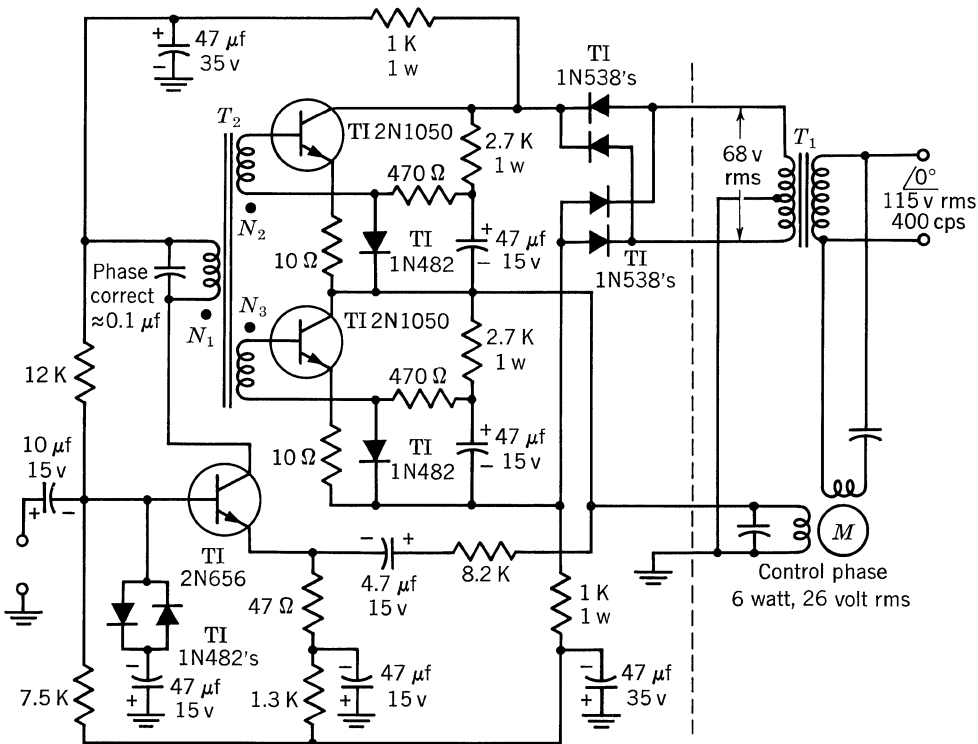 +
47 µf
−
35 v
1 K
1 w
TI
1N538's
T2
TI 2N1050
2.7 K
1 w
470 Ω
N2
10 Ω
TI
1N482
+
47 µf
−
15 v
TI
1N538's
68 v
rms
T1
/0°
115 v rms
400 cps
Phase
correct
≈0.1 µf
N1
N3
TI 2N1050
2.7 K
1 w
470 Ω
10 Ω
TI
1N482
+
47 µf
−
15 v
12 K
10 µf
15 v
+
−
TI
2N656
−
+
4.7 µf
15 v
8.2 K
M
Control phase
6 watt, 26 volt rms
47 Ω
1 K
1 w
TI
1N482's
−
47 µf
+
15 v
7.5 K
1.3 K
−
47 µf
+
15 v
−
47 µf
+
35 v